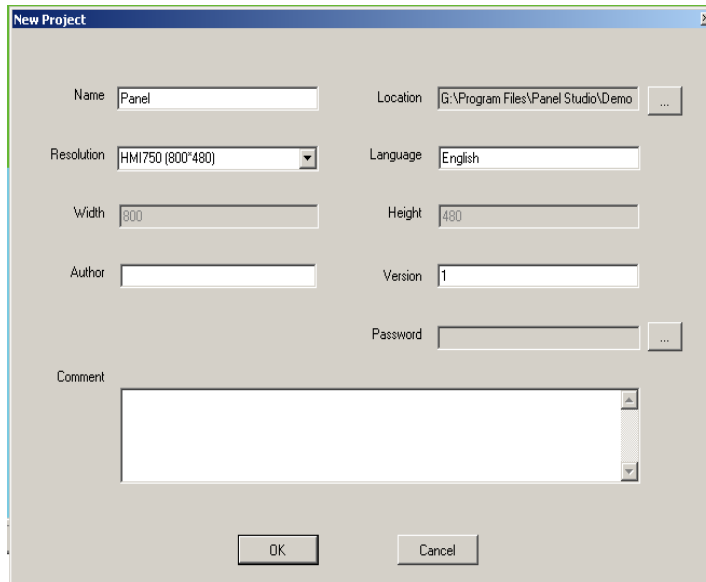 New Project
Name Panel Location G:\Program Files\Panel Studio\Demo ...
Resolution HMI750 (800*480) Language English
Width 800 Height 480
Author Version 1
Password ...
Comment
OK Cancel